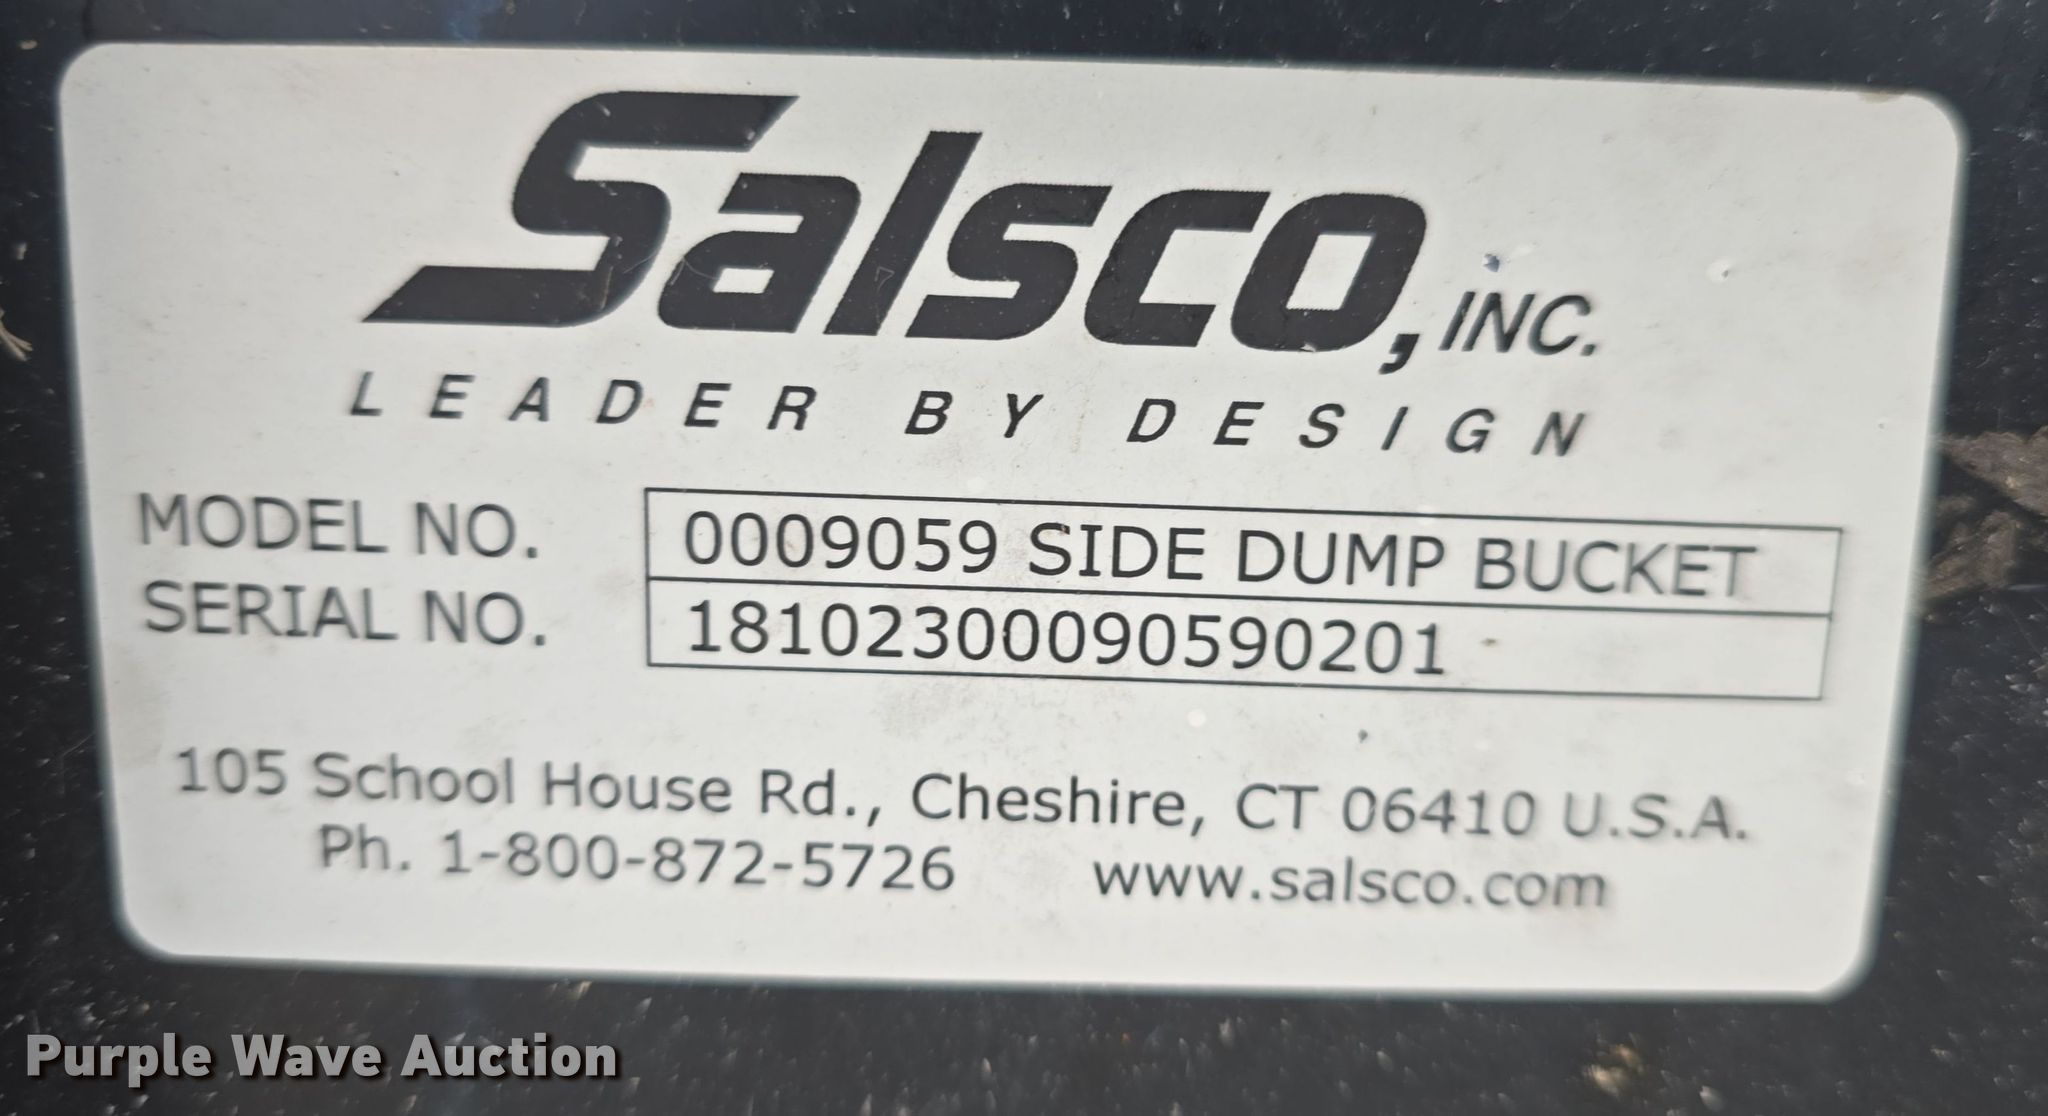 Salsco, INC.
LEADER BY DESIGN
MODEL NO. 0009059 SIDE DUMP BUCKET
SERIAL NO. 18102300090590201
105 School House Rd., Cheshire, CT 06410 U.S.A.
Ph. 1-800-872-5726 www.salsco.com
Purple Wave Auction